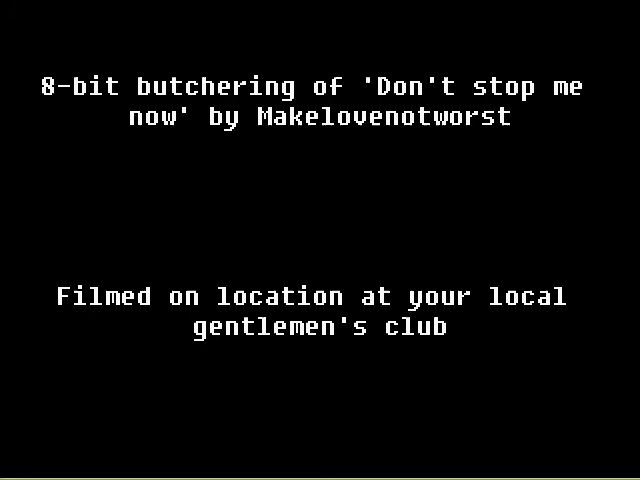 8-bit butchering of 'Don't stop me
now' by Makelovenotworst
Filmed on location at your local
gentlemen's club